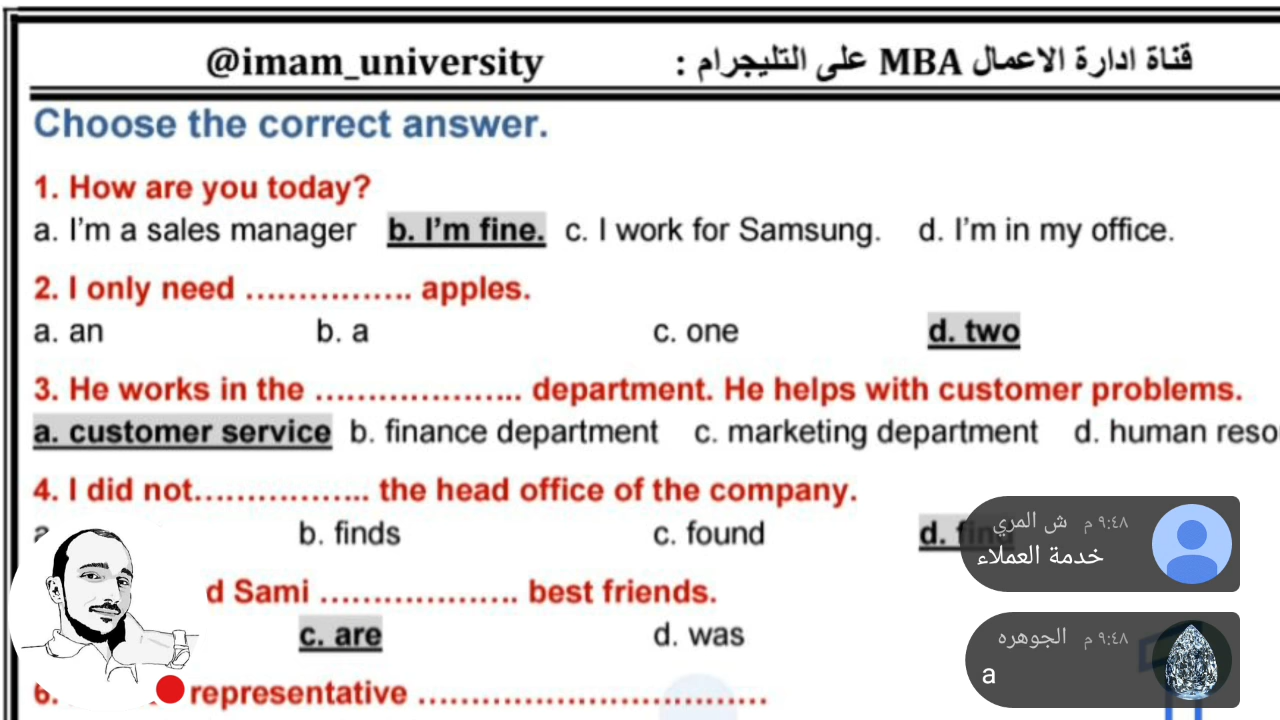 @imam_university قناة ادارة الاعمال MBA على التليجرام :
Choose the correct answer.
1. How are you today?
a. I'm a sales manager b. I'm fine. c. I work for Samsung. d. I'm in my office.
2. I only need ................ apples.
a. an b. a c. one d. two
3. He works in the .................... department. He helps with customer problems.
a. customer service b. finance department c. marketing department d. human reso
4. I did not................. the head office of the company.
b. finds c. found d. find
d Sami ................... best friends.
c. are d. was
6. representative .................................
ش المري ٩:٤٨ م
خدمة العملاء
الجوهره ٩:٤٨ م
a